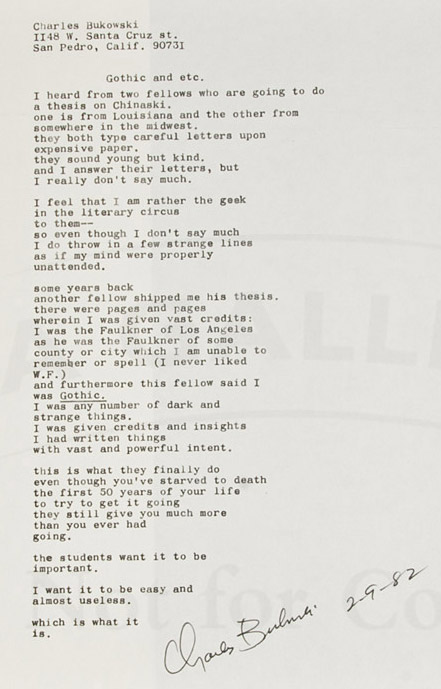 Charles Bukowski
II48 W. Santa Cruz st.
San Pedro, Calif. 9073I
Gothic and etc.
I heard from two fellows who are going to do
a thesis on Chinaski.
one is from Louisiana and the other from
somewhere in the midwest.
they both type careful letters upon
expensive paper.
they sound young but kind.
and I answer their letters, but
I really don't say much.
I feel that I am rather the geek
in the literary circus
to them--
so even though I don't say much
I do throw in a few strange lines
as if my mind were properly
unattended.
some years back
another fellow shipped me his thesis.
there were pages and pages
wherein I was given vast credits:
I was the Faulkner of Los Angeles
as he was the Faulkner of some
county or city which I am unable to
remember or spell (I never liked
W.F.)
and furthermore this fellow said I
was Gothic.
I was any number of dark and
strange things.
I was given credits and insights
I had written things
with vast and powerful intent.
this is what they finally do
even though you've starved to death
the first 50 years of your life
to try to get it going
they still give you much more
than you ever had
going.
the students want it to be
important.
I want it to be easy and
almost useless.
which is what it
is.
Charles Bukowski 2-9-82
Not for Co